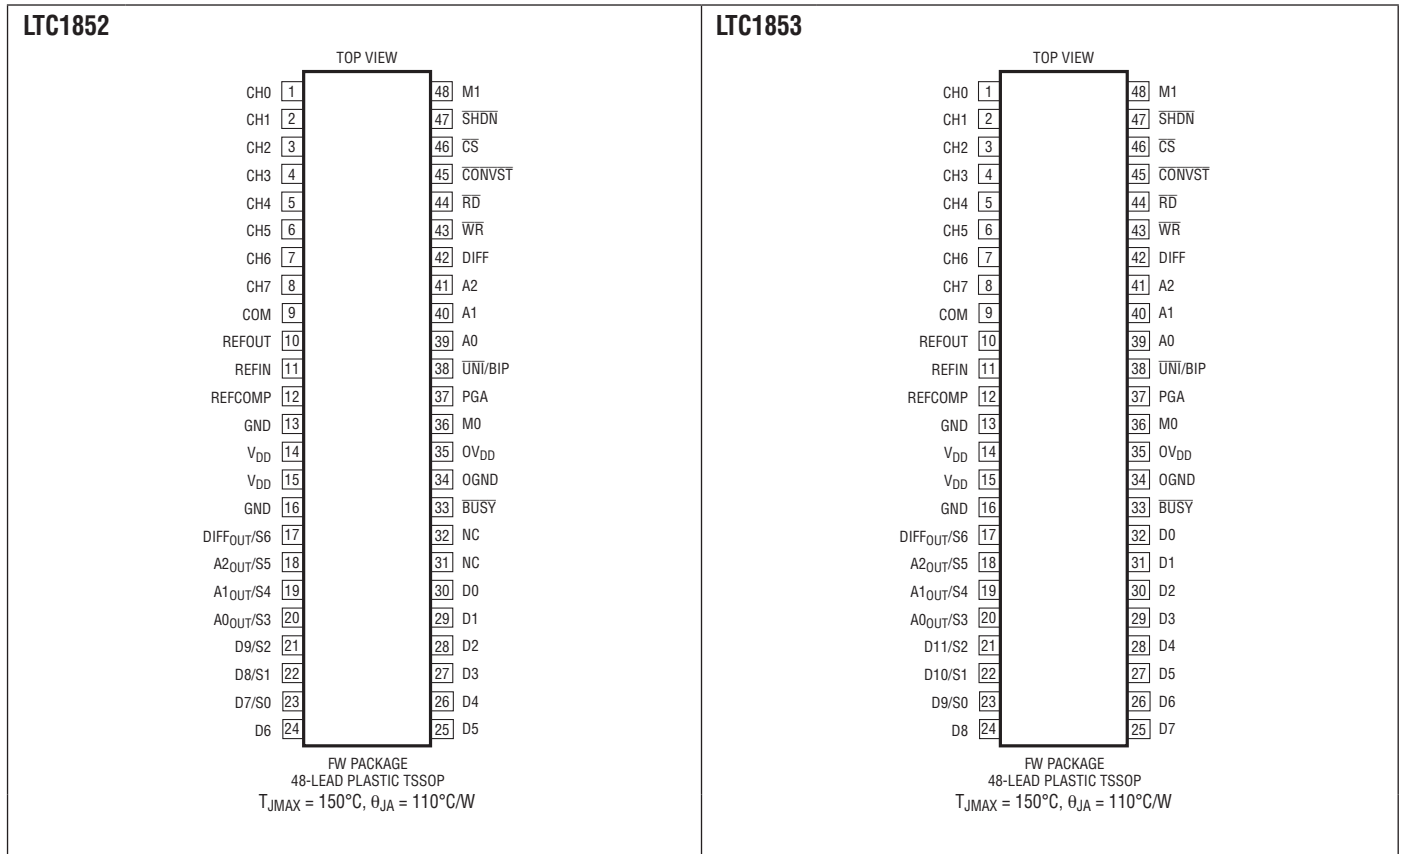 LTC1852
TOP VIEW
CH0 1
CH1 2
CH2 3
CH3 4
CH4 5
CH5 6
CH6 7
CH7 8
COM 9
REFOUT 10
REFIN 11
REFCOMP 12
GND 13
VDD 14
VDD 15
GND 16
DIFFOUT/S6 17
A2OUT/S5 18
A1OUT/S4 19
A0OUT/S3 20
D9/S2 21
D8/S1 22
D7/S0 23
D6 24
48 M1
47 SHDN
46 CS
45 CONVST
44 RD
43 WR
42 DIFF
41 A2
40 A1
39 A0
38 UNI/BIP
37 PGA
36 M0
35 OVDD
34 OGND
33 BUSY
32 NC
31 NC
30 D0
29 D1
28 D2
27 D3
26 D4
25 D5
FW PACKAGE
48-LEAD PLASTIC TSSOP
TJMAX = 150°C, θJA = 110°C/W
LTC1853
TOP VIEW
CH0 1
CH1 2
CH2 3
CH3 4
CH4 5
CH5 6
CH6 7
CH7 8
COM 9
REFOUT 10
REFIN 11
REFCOMP 12
GND 13
VDD 14
VDD 15
GND 16
DIFFOUT/S6 17
A2OUT/S5 18
A1OUT/S4 19
A0OUT/S3 20
D11/S2 21
D10/S1 22
D9/S0 23
D8 24
48 M1
47 SHDN
46 CS
45 CONVST
44 RD
43 WR
42 DIFF
41 A2
40 A1
39 A0
38 UNI/BIP
37 PGA
36 M0
35 OVDD
34 OGND
33 BUSY
32 D0
31 D1
30 D2
29 D3
28 D4
27 D5
26 D6
25 D7
FW PACKAGE
48-LEAD PLASTIC TSSOP
TJMAX = 150°C, θJA = 110°C/W